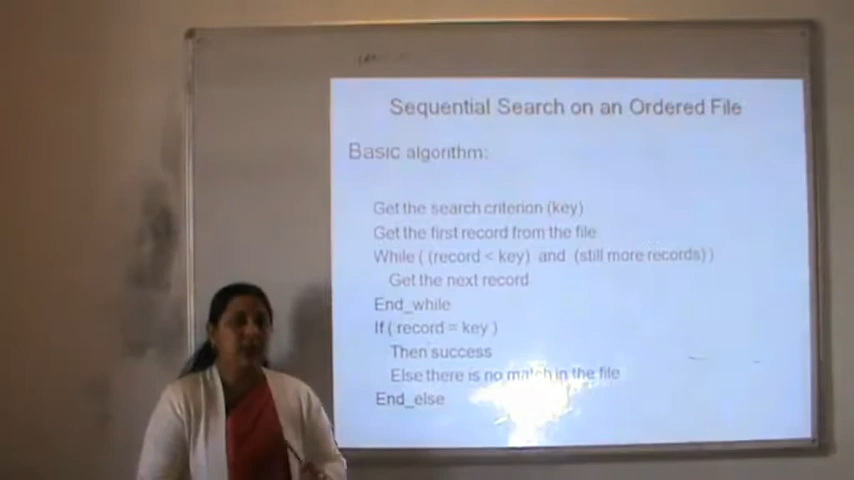 Sequential Search on an Ordered File
Basic algorithm:
Get the search criterion (key)
Get the first record from the file
While ( (record < key) and (still more records) )
Get the next record
End_while
If ( record = key )
Then success
Else there is no match in the file
End_else